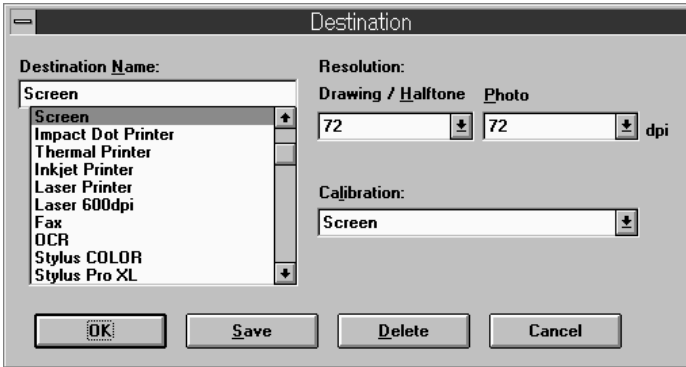 Destination
Destination Name:
Screen
Screen
Impact Dot Printer
Thermal Printer
Inkjet Printer
Laser Printer
Laser 600dpi
Fax
OCR
Stylus COLOR
Stylus Pro XL
Resolution:
Drawing / Halftone Photo
72 72 dpi
Calibration:
Screen
OK Save Delete Cancel